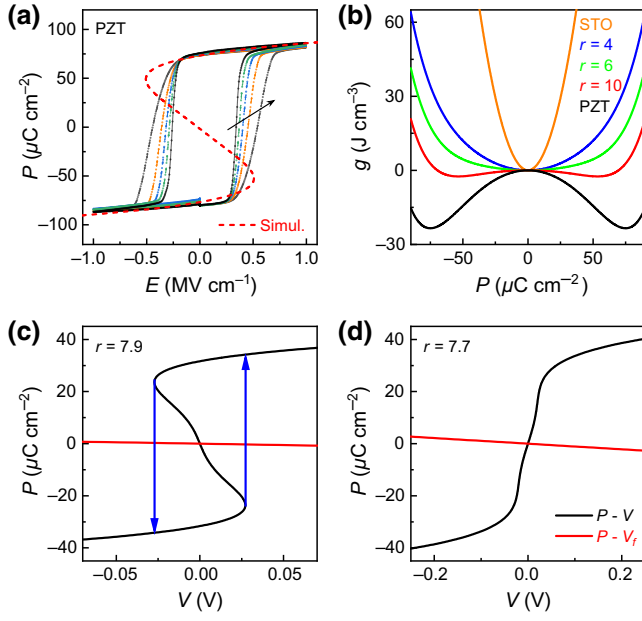 (a)
PZT
P (μC cm⁻²)
100
50
0
−50
−100
Simul.
−1.0
−0.5
0.0
0.5
1.0
E (MV cm⁻¹)
(b)
STO
r = 4
r = 6
r = 10
PZT
g (J cm⁻³)
60
30
0
−30
−50
0
50
P (μC cm⁻²)
(c)
r = 7.9
P (μC cm⁻²)
40
20
0
−20
−40
−0.05
0.00
0.05
V (V)
(d)
r = 7.7
P (μC cm⁻²)
40
20
0
−20
−40
P - V
P - Vf
−0.2
0.0
0.2
V (V)